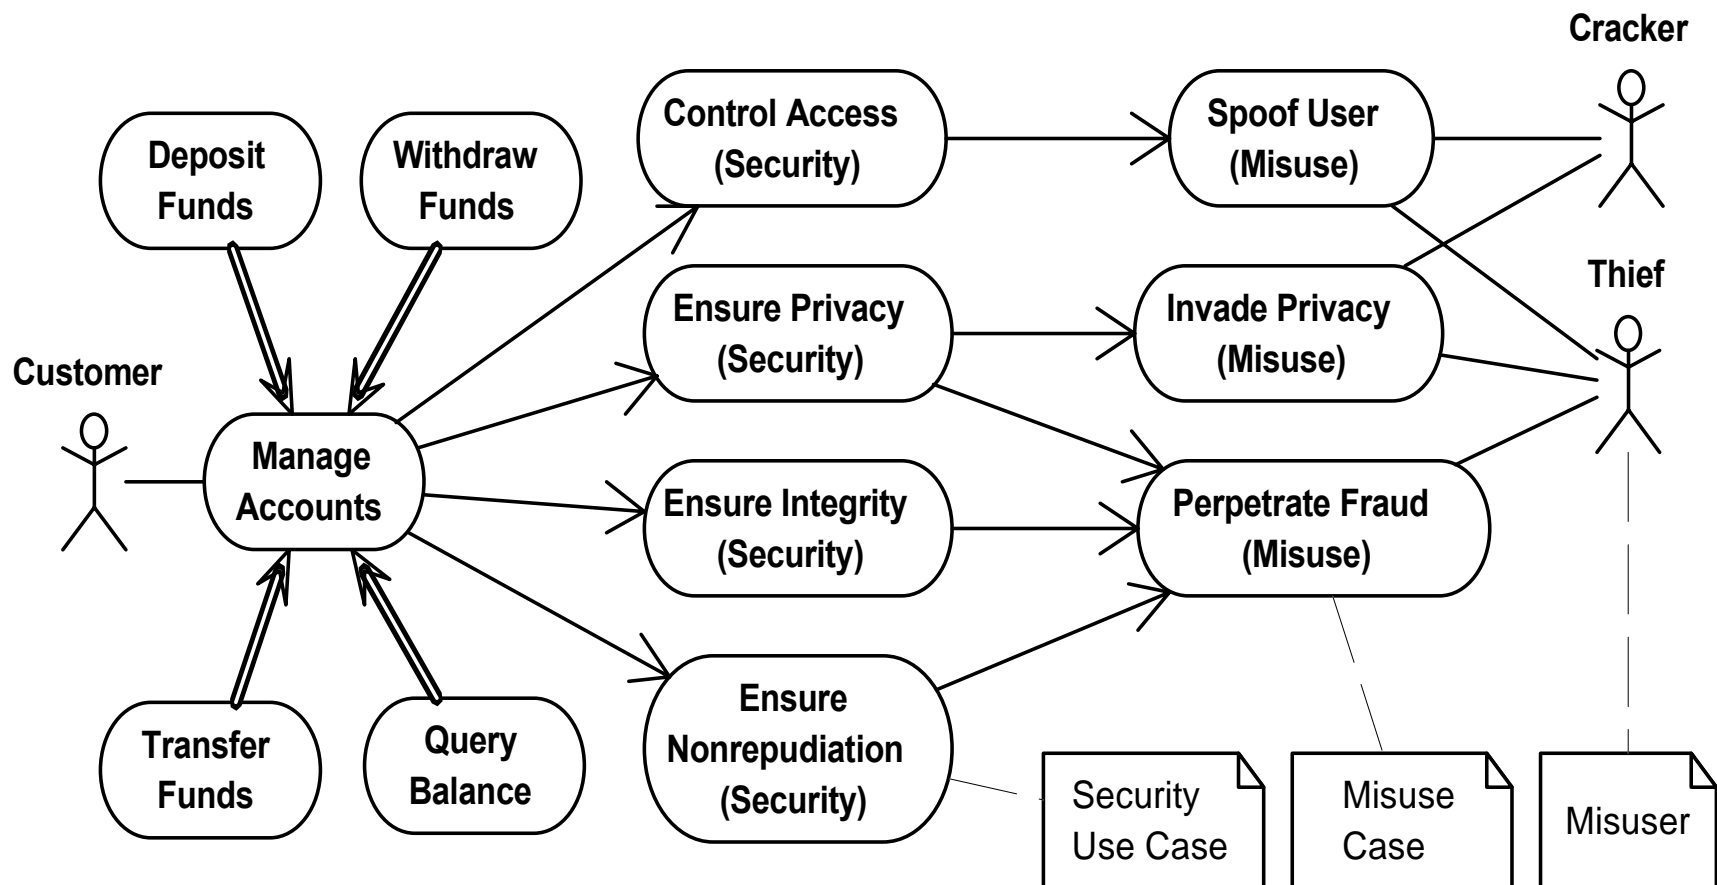 Cracker
Control Access
(Security)
Spoof User
(Misuse)
Deposit
Funds
Withdraw
Funds
Thief
Ensure Privacy
(Security)
Invade Privacy
(Misuse)
Customer
Manage
Accounts
Ensure Integrity
(Security)
Perpetrate Fraud
(Misuse)
Transfer
Funds
Query
Balance
Ensure
Nonrepudiation
(Security)
Security
Use Case
Misuse
Case
Misuser